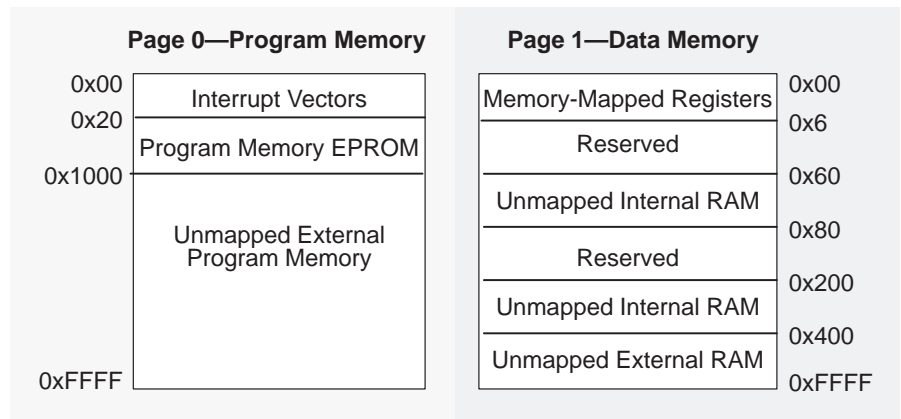 Page 0—Program Memory
0x00
Interrupt Vectors
0x20
Program Memory EPROM
0x1000
Unmapped External
Program Memory
0xFFFF
Page 1—Data Memory
Memory-Mapped Registers
0x00
0x6
Reserved
0x60
Unmapped Internal RAM
0x80
Reserved
0x200
Unmapped Internal RAM
0x400
Unmapped External RAM
0xFFFF